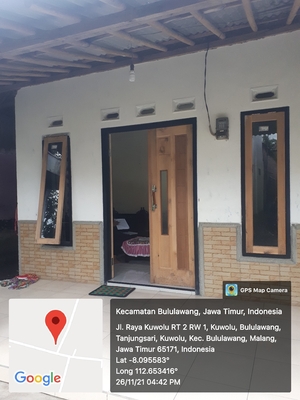 GPS Map Camera
Kecamatan Bululawang, Jawa Timur, Indonesia
Jl. Raya Kuwolu RT 2 RW 1, Kuwolu, Bululawang,
Tanjungsari, Kuwolu, Kec. Bululawang, Malang,
Jawa Timur 65171, Indonesia
Lat -8.095583°
Long 112.653416°
26/11/21 04:42 PM
Google